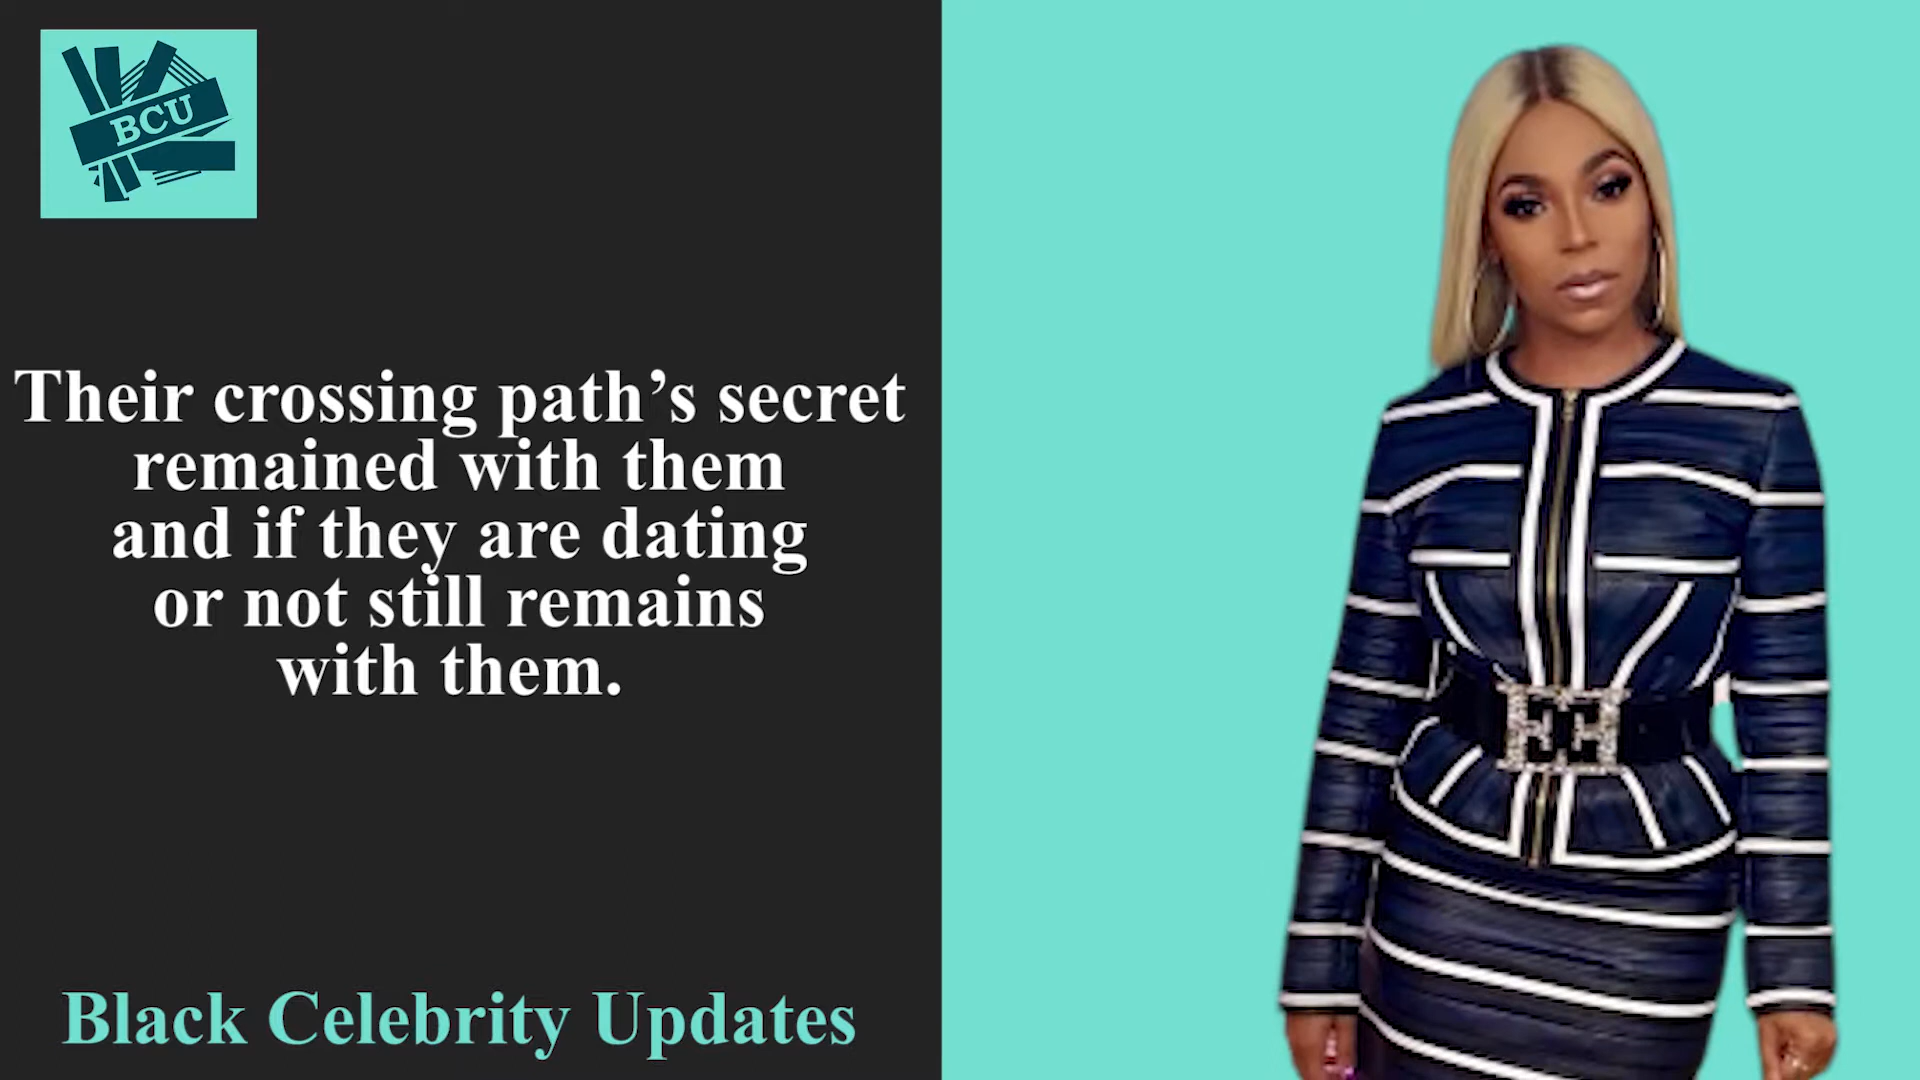 BCU
Their crossing path’s secret
remained with them
and if they are dating
or not still remains
with them.
Black Celebrity Updates